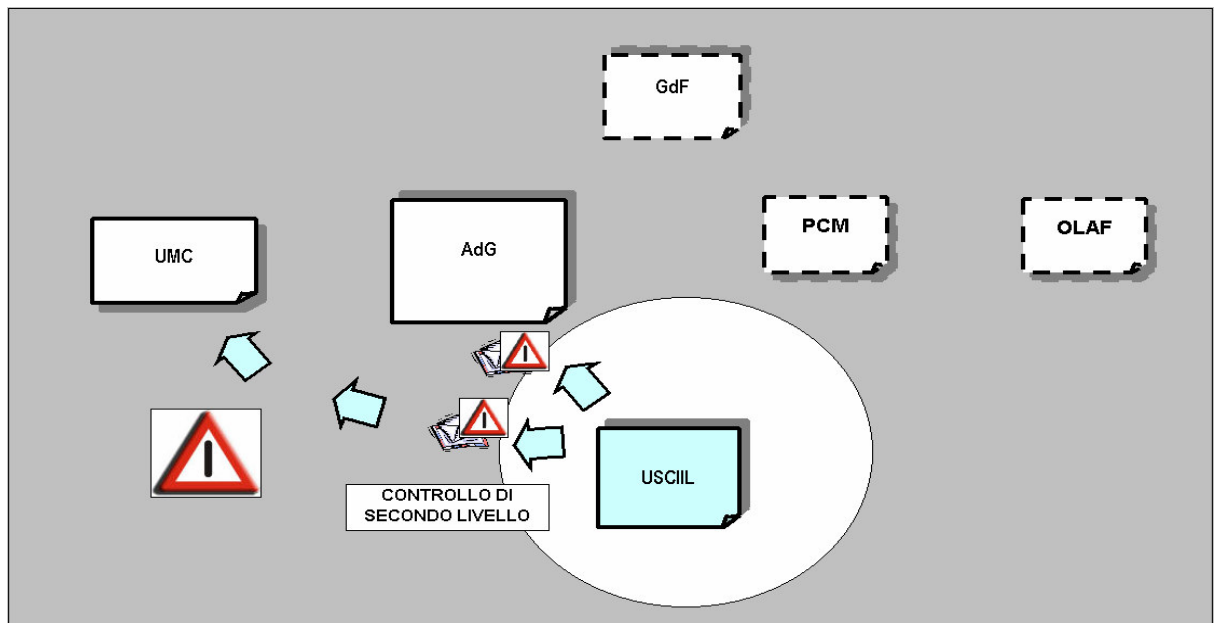 GdF
UMC
AdG
PCM
OLAF
USCIIL
CONTROLLO DI
SECONDO LIVELLO